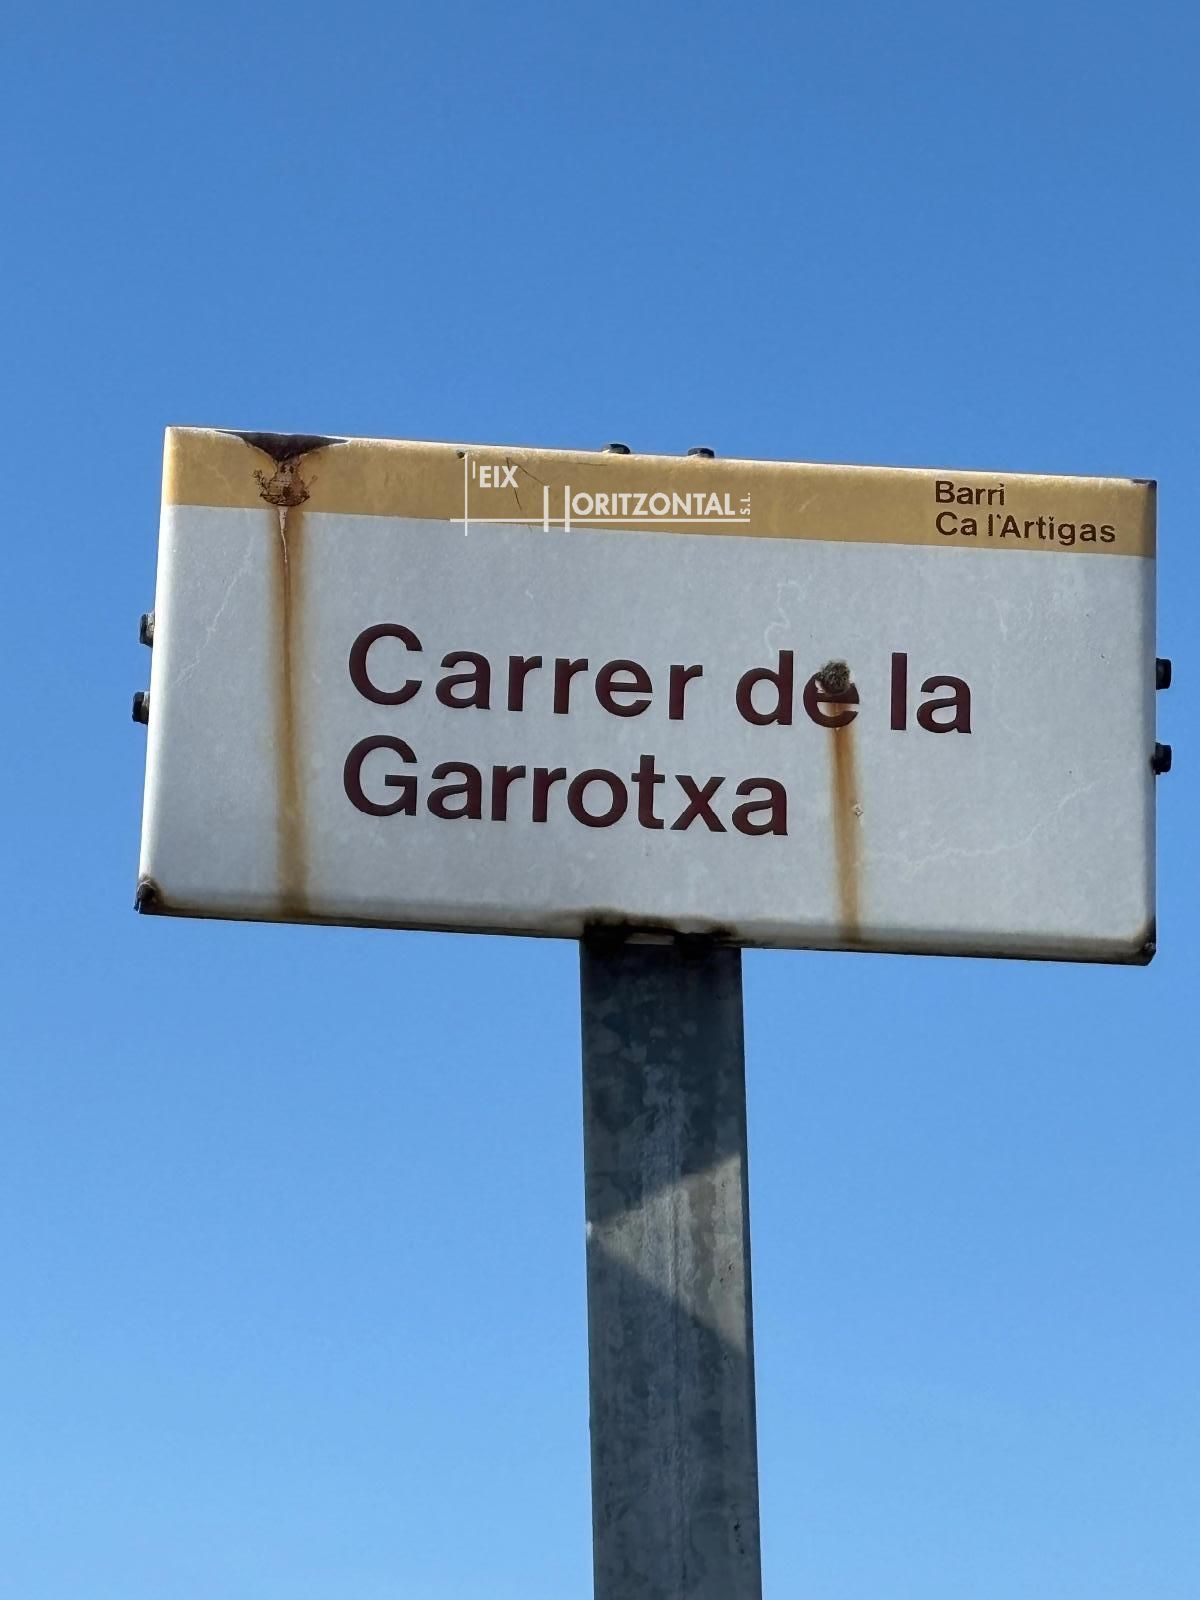 l'EIX
HORITZONTAL S.L.
Barri
Ca l'Artigas
Carrer de la
Garrotxa